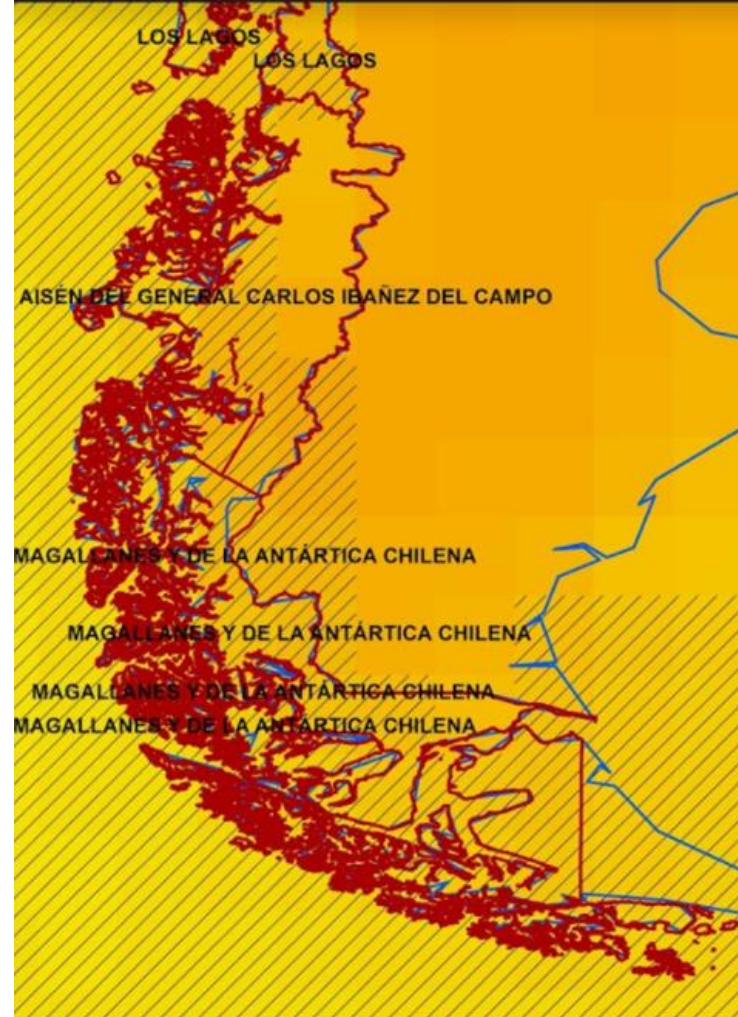 LOS LAGOS
LOS LAGOS
AISÉN DEL GENERAL CARLOS IBAÑEZ DEL CAMPO
MAGALLANES Y DE LA ANTÁRTICA CHILENA
MAGALLANES Y DE LA ANTÁRTICA CHILENA
MAGALLANES Y DE LA ANTÁRTICA CHILENA
MAGALLANES Y DE LA ANTÁRTICA CHILENA